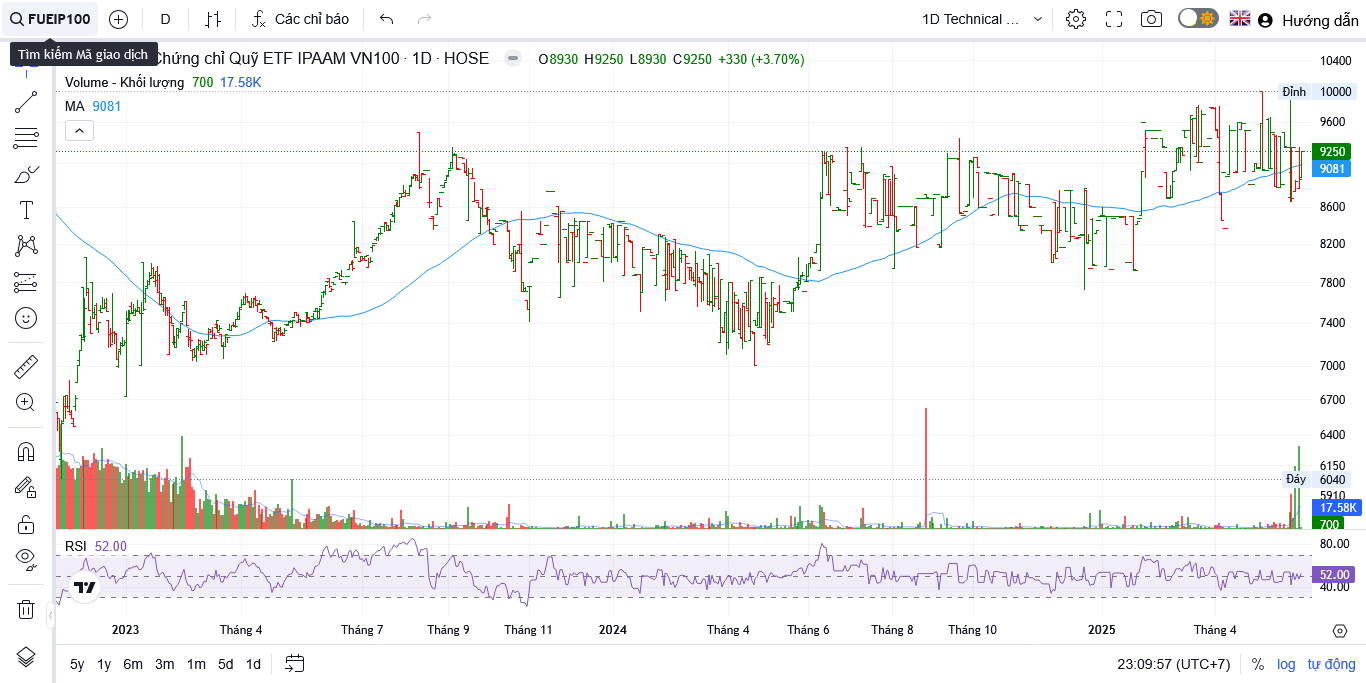 FUEIP100 D Các chỉ báo 1D Technical ... Hướng dẫn
Tìm kiếm Mã giao dịch
Chứng chỉ Quỹ ETF IPAAM VN100 · 1D · HOSE O8930 H9250 L8930 C9250 +330 (+3.70%)
Volume - Khối lượng 700 17.58K
MA 9081
10400
Đỉnh 10000
9600
9250
9081
8600
8200
7800
7400
7000
6700
6400
6150
Đáy 6040
5910
17.58K
700
RSI 52.00
80.00
52.00
40.00
2023 Tháng 4 Tháng 7 Tháng 9 Tháng 11 2024 Tháng 4 Tháng 6 Tháng 8 Tháng 10 2025 Tháng 4
5y 1y 6m 3m 1m 5d 1d 23:09:57 (UTC+7) % log tự động